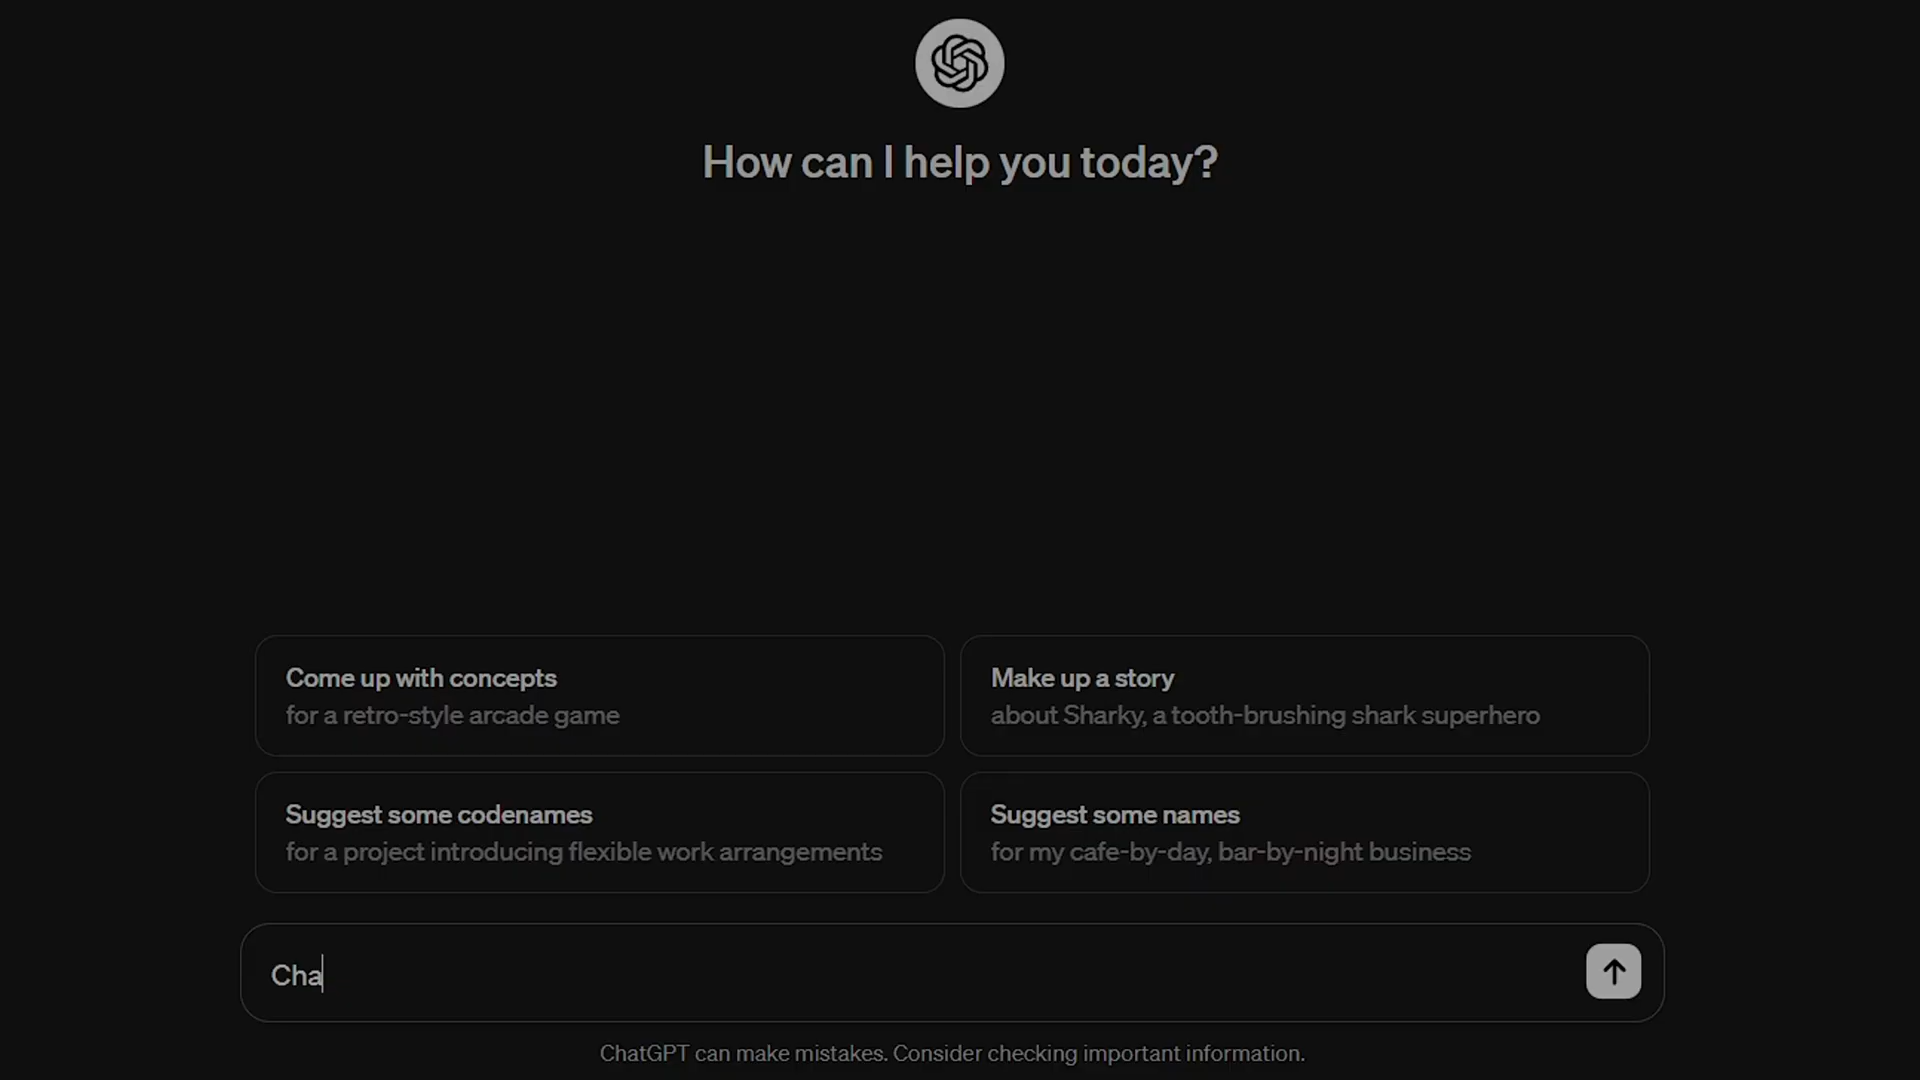 How can I help you today?
Come up with concepts
for a retro-style arcade game
Make up a story
about Sharky, a tooth-brushing shark superhero
Suggest some codenames
for a project introducing flexible work arrangements
Suggest some names
for my cafe-by-day, bar-by-night business
Cha
ChatGPT can make mistakes. Consider checking important information.